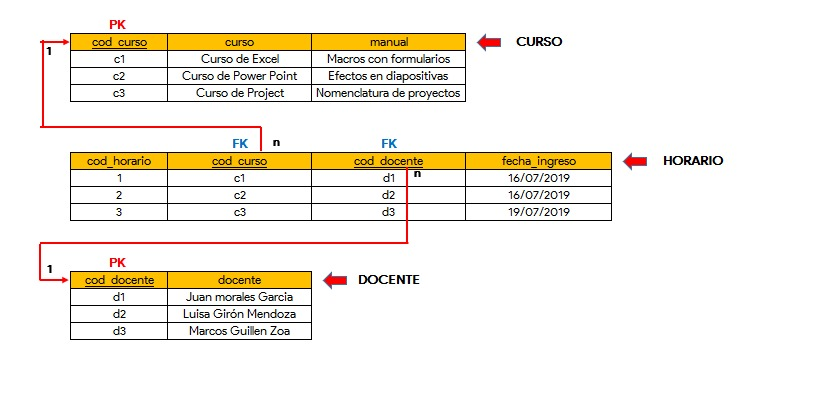 PK
cod_curso curso manual
CURSO
1
c1 Curso de Excel Macros con formularios
c2 Curso de Power Point Efectos en diapositivas
c3 Curso de Project Nomenclatura de proyectos
FK n FK
cod_horario cod_curso cod_docente fecha_ingreso
HORARIO
n
1 c1 d1 16/07/2019
2 c2 d2 16/07/2019
3 c3 d3 19/07/2019
PK
1
cod_docente docente
DOCENTE
d1 Juan morales Garcia
d2 Luisa Girón Mendoza
d3 Marcos Guillen Zoa